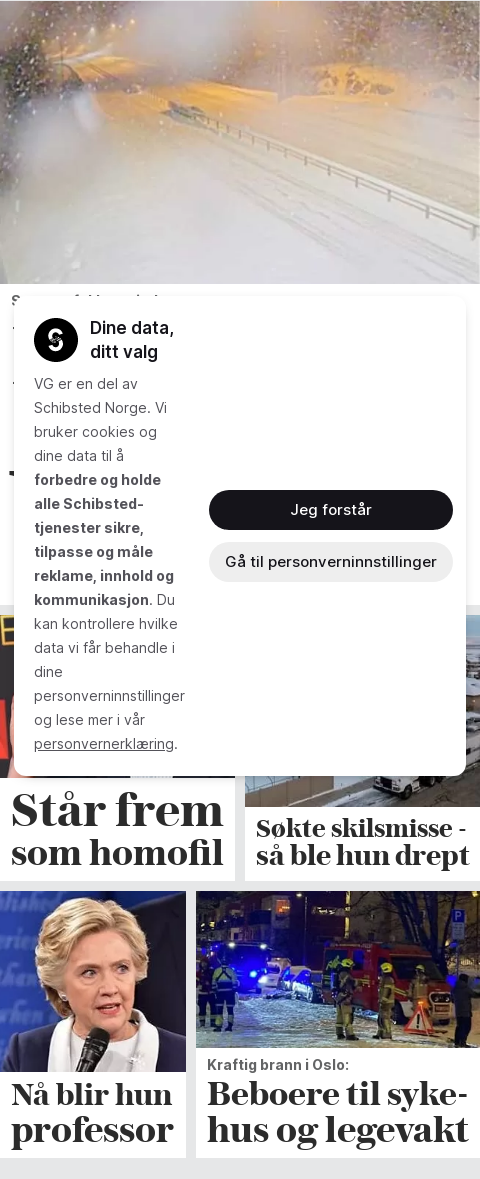 Dine data,
ditt valg
VG er en del av
Schibsted Norge. Vi
bruker cookies og
dine data til å
forbedre og holde
alle Schibsted-
tjenester sikre,
tilpasse og måle
reklame, innhold og
kommunikasjon. Du
kan kontrollere hvilke
data vi får behandle i
dine
personverninnstillinger
og lese mer i vår
personvernerklæring.
Jeg forstår
Gå til personverninnstillinger
Står frem
som homofil
Søkte skilsmisse -
så ble hun drept
Nå blir hun
professor
Kraftig brann i Oslo:
Beboere til syke-
hus og legevakt